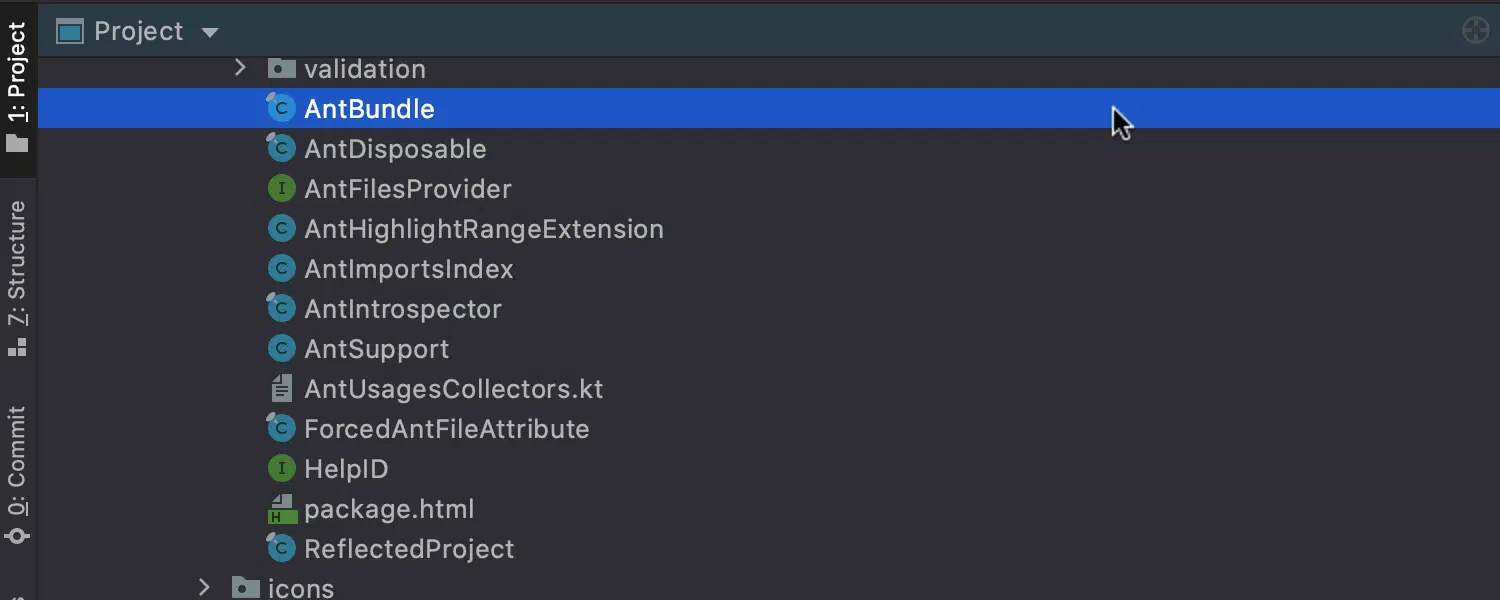 1: Project
7: Structure
0: Commit
Project
validation
AntBundle
AntDisposable
AntFilesProvider
AntHighlightRangeExtension
AntImportsIndex
AntIntrospector
AntSupport
AntUsagesCollectors.kt
ForcedAntFileAttribute
HelpID
package.html
ReflectedProject
icons